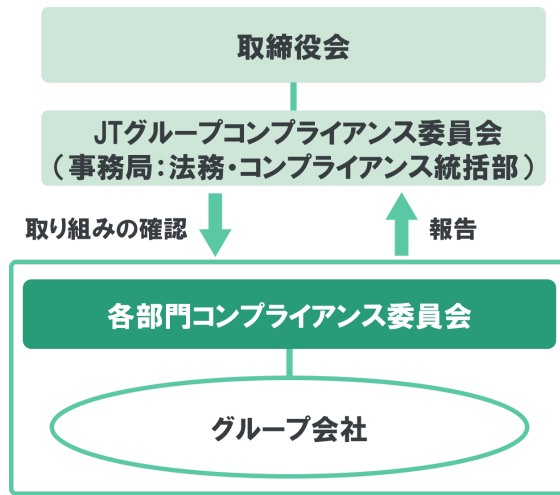 取締役会
JTグループコンプライアンス委員会
（事務局：法務・コンプライアンス統括部）
取り組みの確認
報告
各部門コンプライアンス委員会
グループ会社